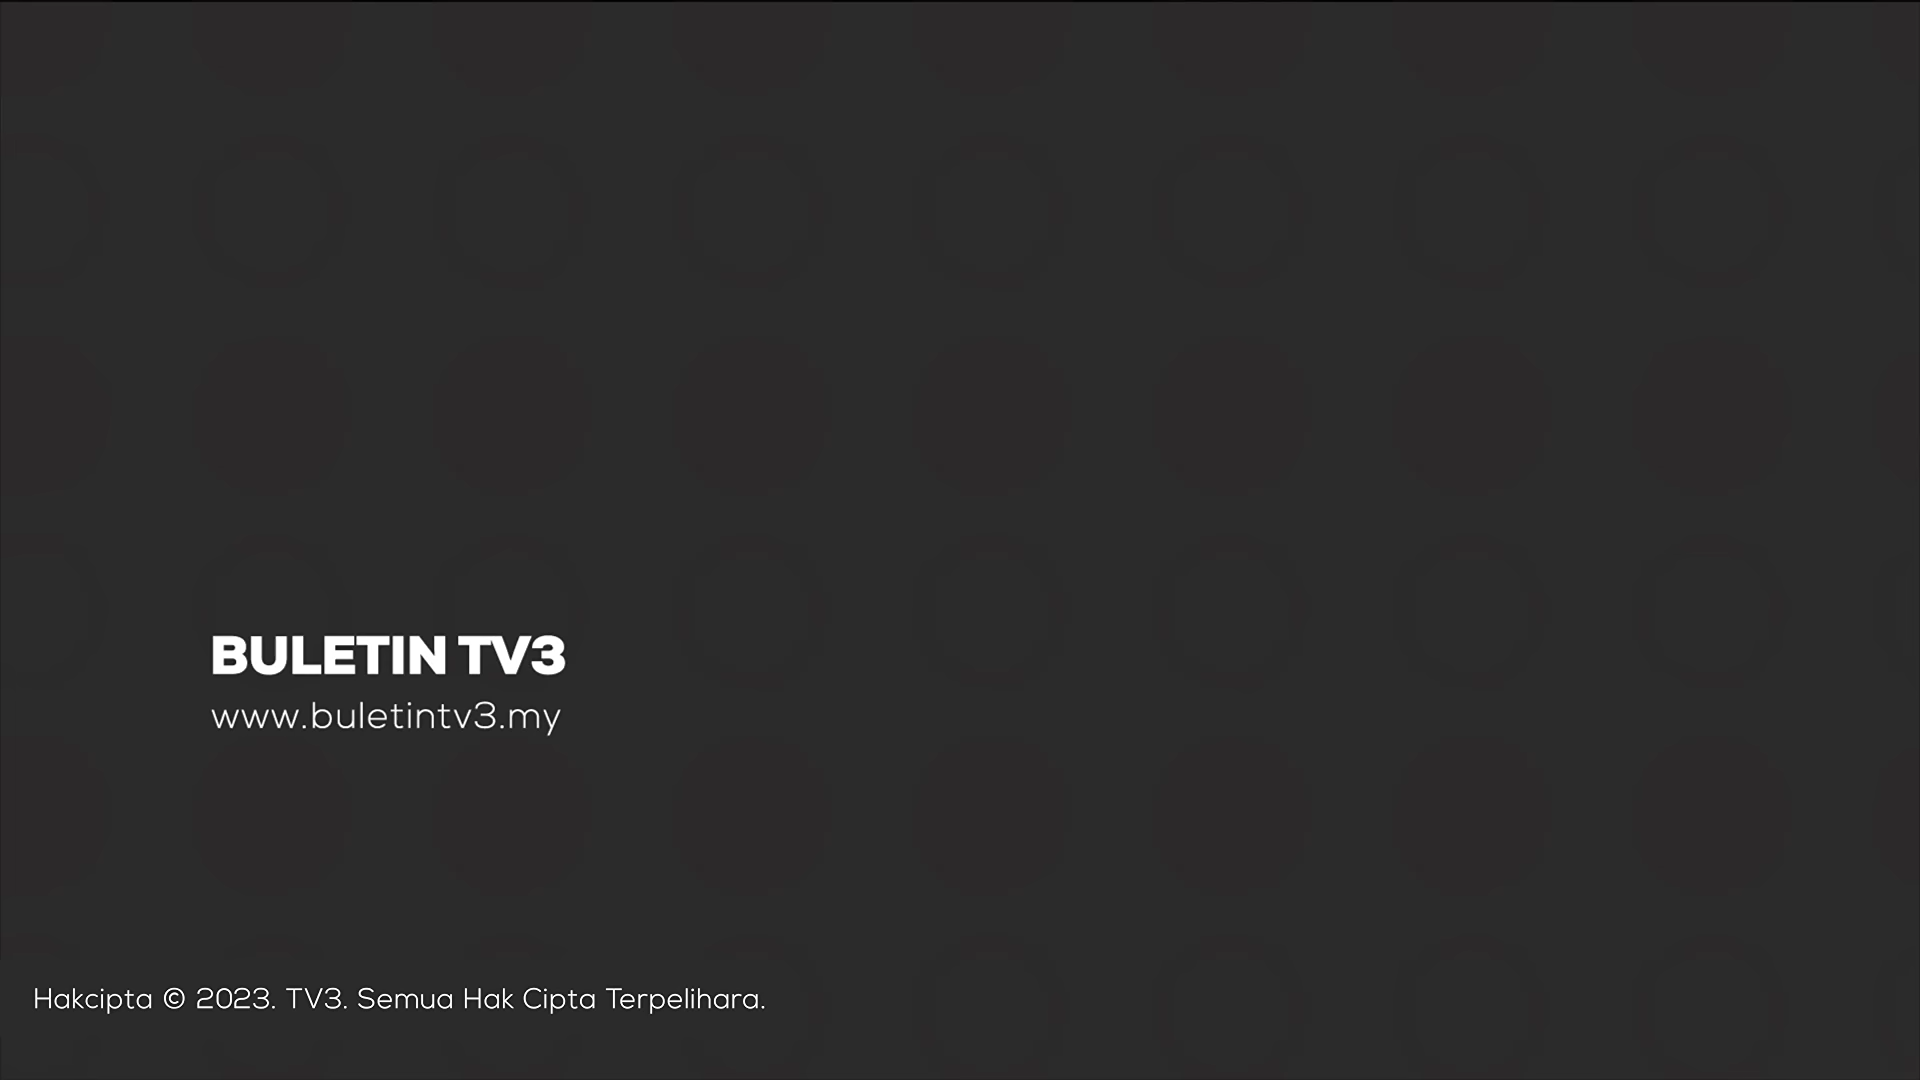 BULETIN TV3
www.buletintv3.my
Hakcipta © 2023. TV3. Semua Hak Cipta Terpelihara.